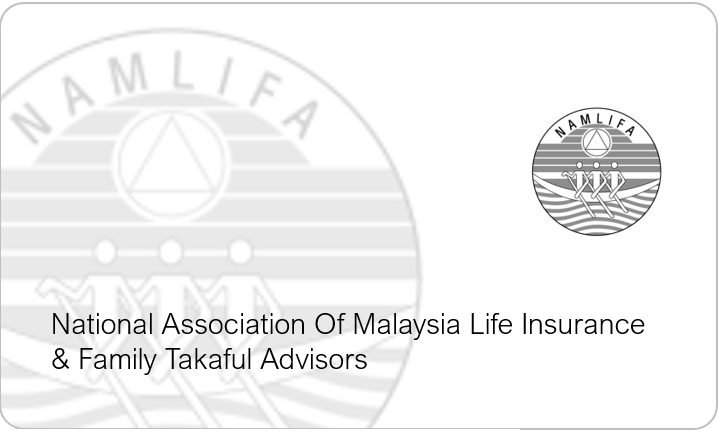 NAMLIFA
NAMLIFA
National Association Of Malaysia Life Insurance
& Family Takaful Advisors